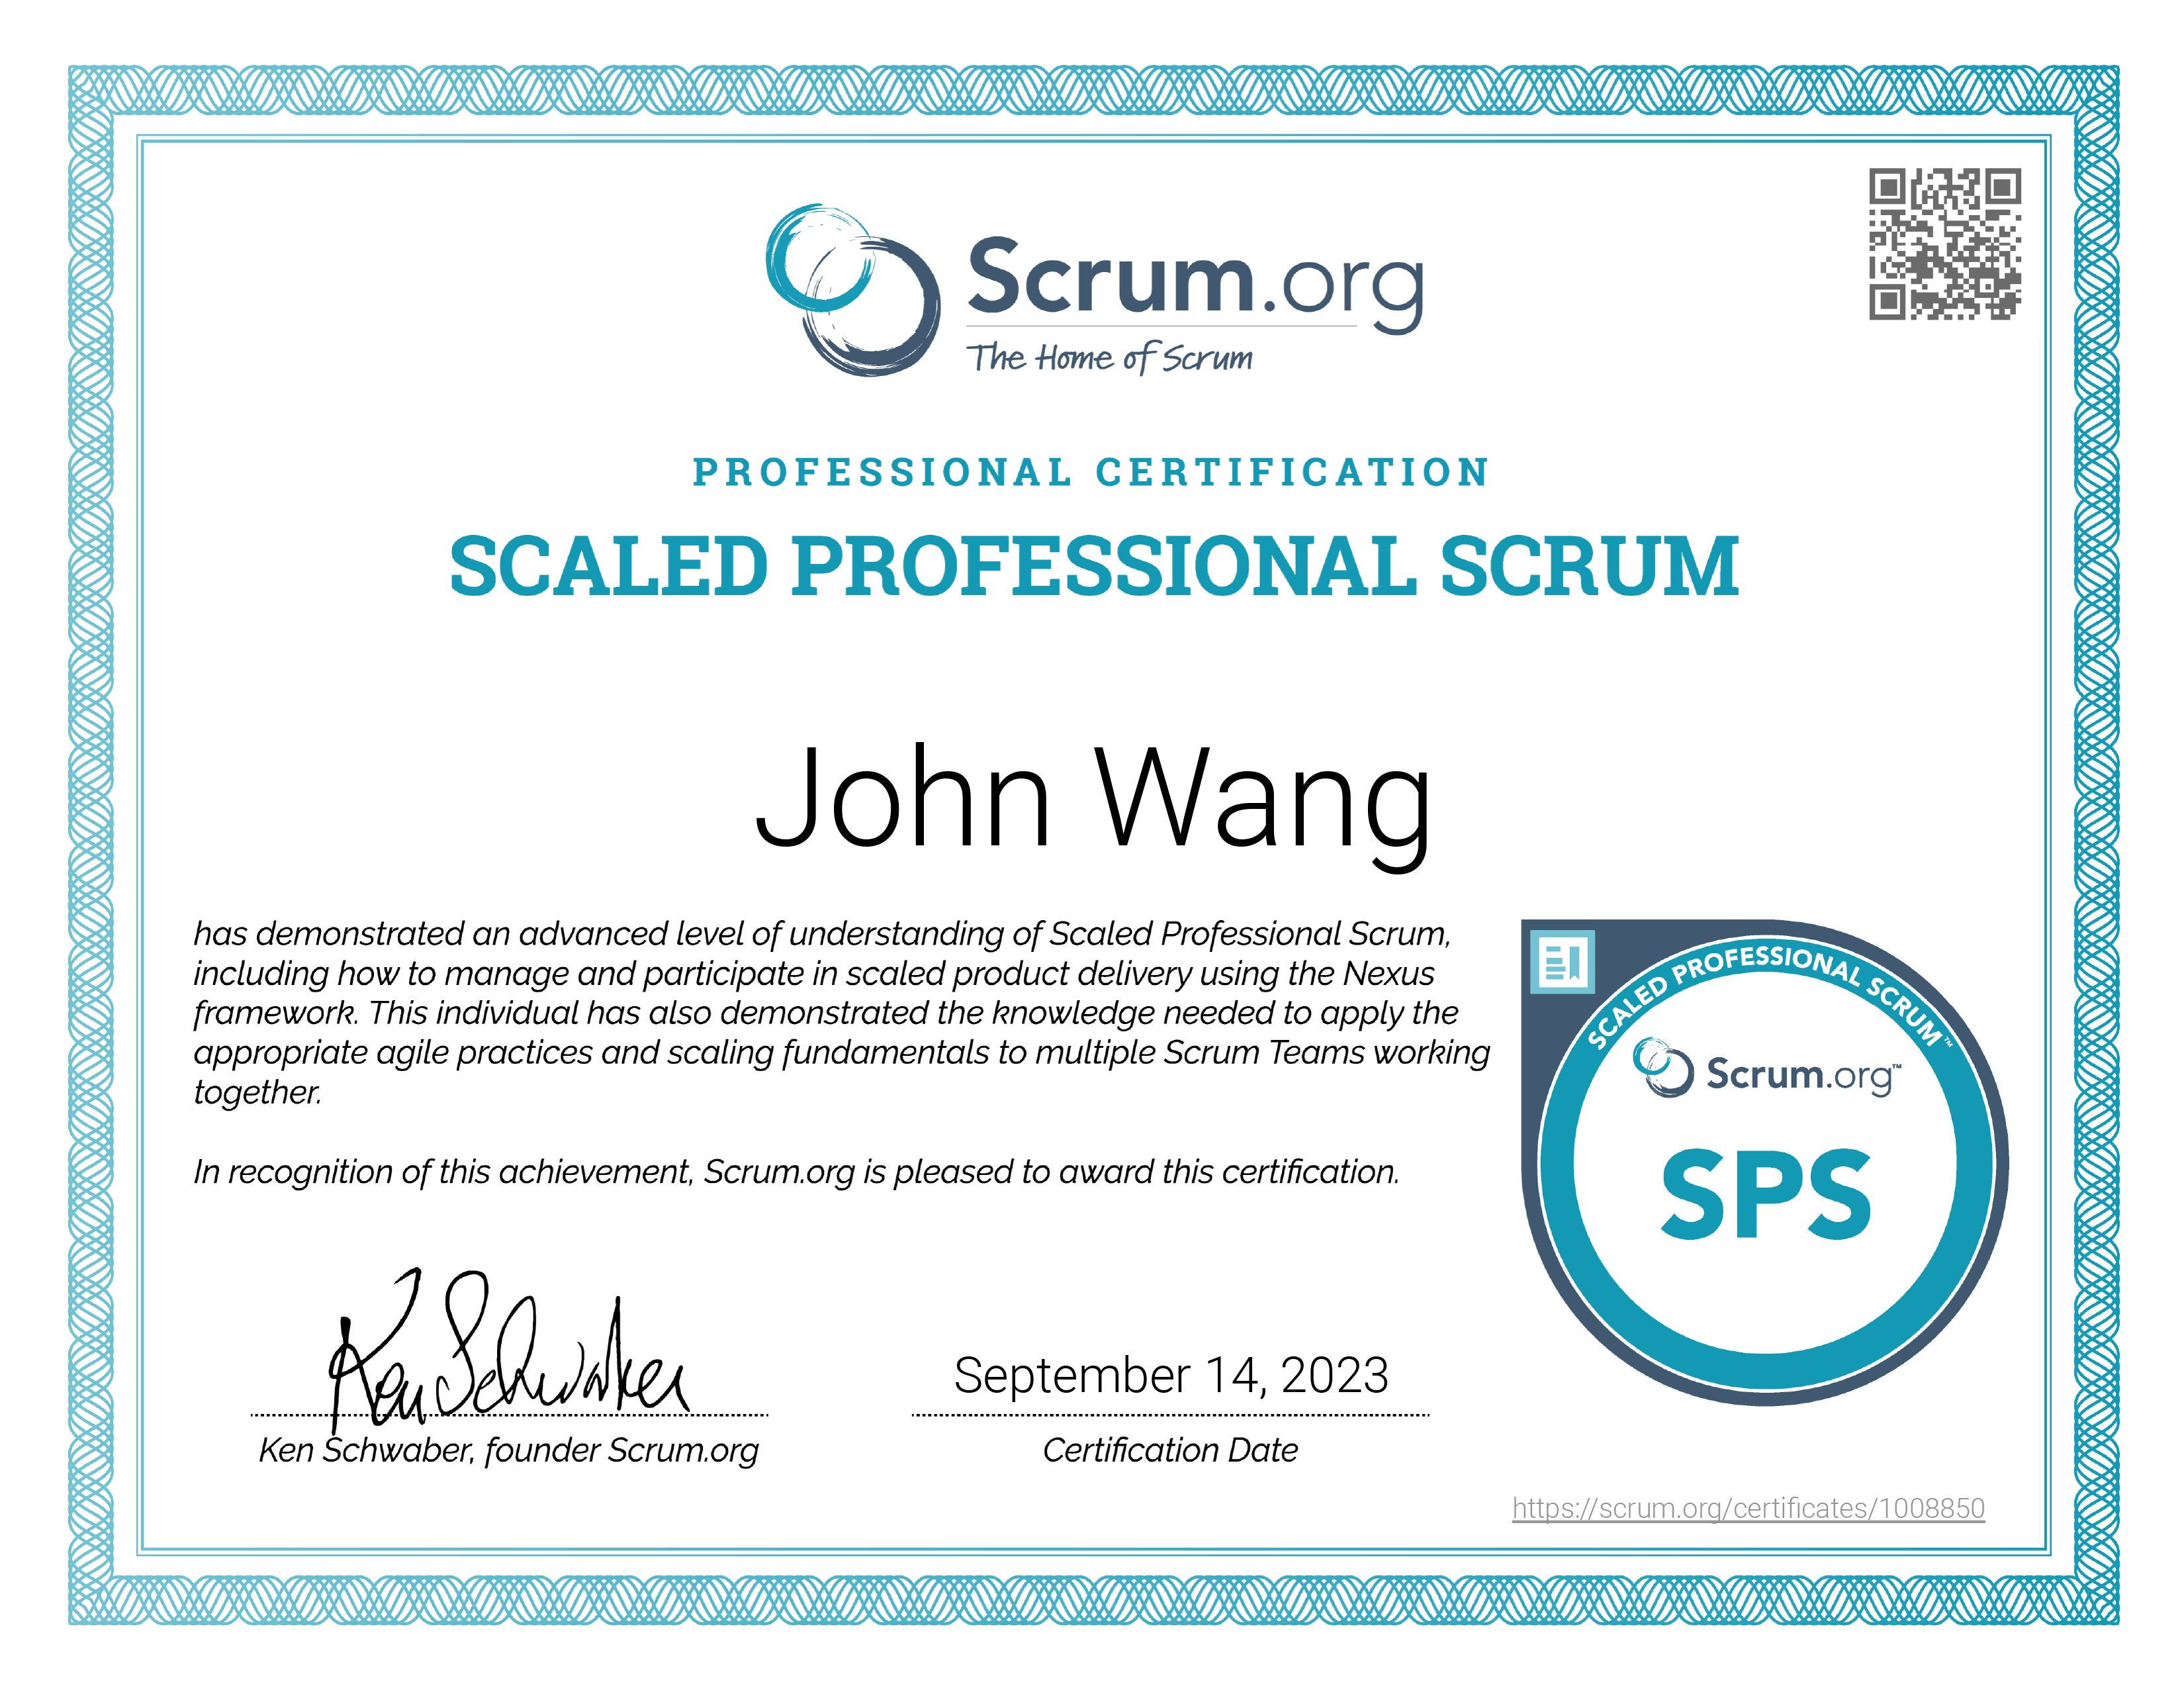 Scrum.org
The Home of Scrum
PROFESSIONAL CERTIFICATION
SCALED PROFESSIONAL SCRUM
John Wang
has demonstrated an advanced level of understanding of Scaled Professional Scrum,
including how to manage and participate in scaled product delivery using the Nexus
framework. This individual has also demonstrated the knowledge needed to apply the
appropriate agile practices and scaling fundamentals to multiple Scrum Teams working
together.
In recognition of this achievement, Scrum.org is pleased to award this certification.
SCALED PROFESSIONAL SCRUM™
Scrum.org™
SPS
Ken Schwaber
September 14, 2023
Ken Schwaber, founder Scrum.org
Certification Date
https://scrum.org/certificates/1008850